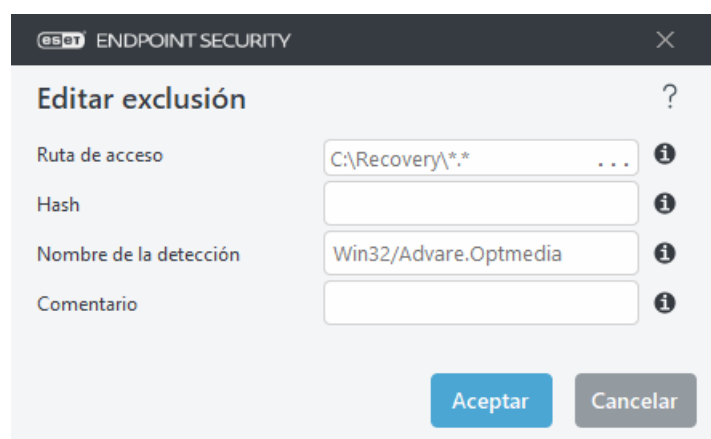 eset ENDPOINT SECURITY
Editar exclusión ?
Ruta de acceso C:\Recovery\*.* ...
Hash
Nombre de la detección Win32/Advare.Optmedia
Comentario
Aceptar Cancelar